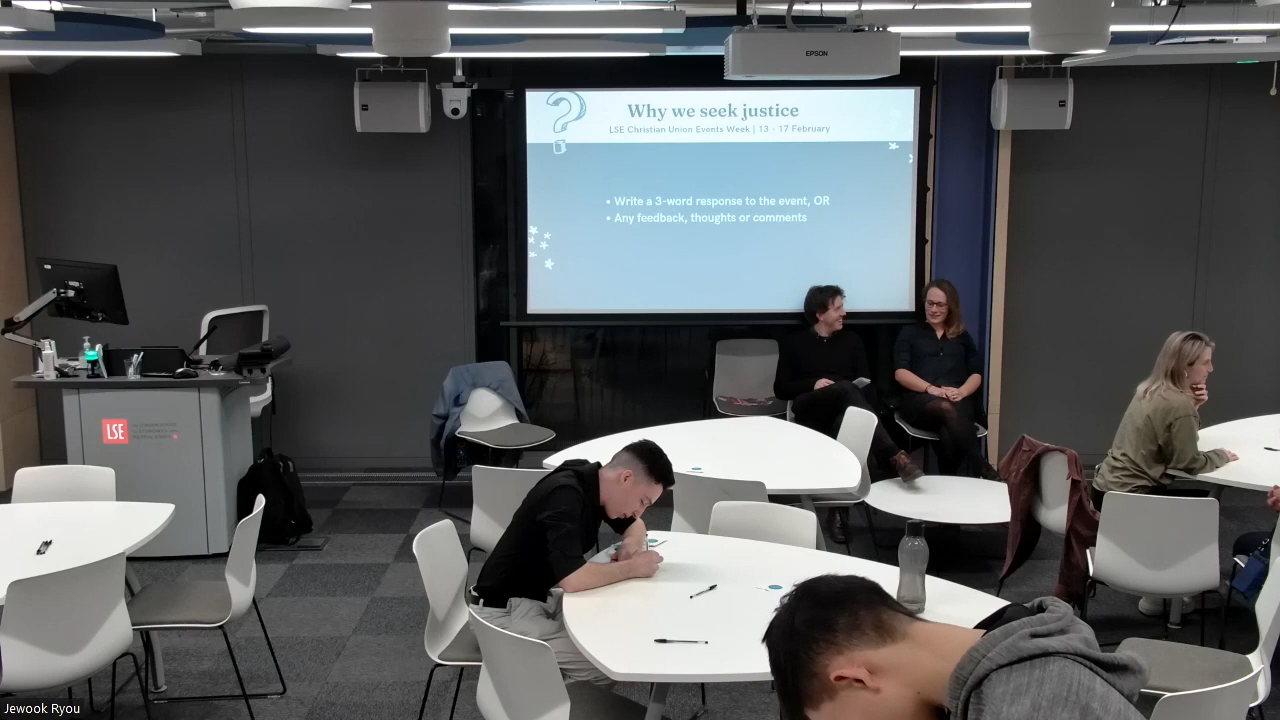 EPSON
?
Why we seek justice
LSE Christian Union Events Week | 13 - 17 February
• Write a 3-word response to the event, OR
• Any feedback, thoughts or comments
LSE
Jewook Ryou